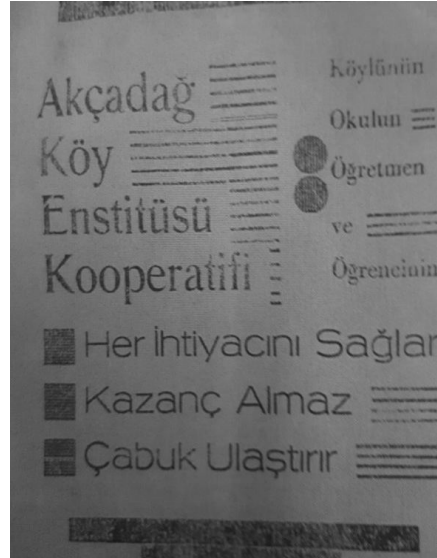 Akçadağ
Köy
Enstitüsü
Kooperatifi
Köylünün
Okulun
Öğretmen
ve
Öğrencinin
Her İhtiyacını Sağlar
Kazanç Almaz
Çabuk Ulaştırır